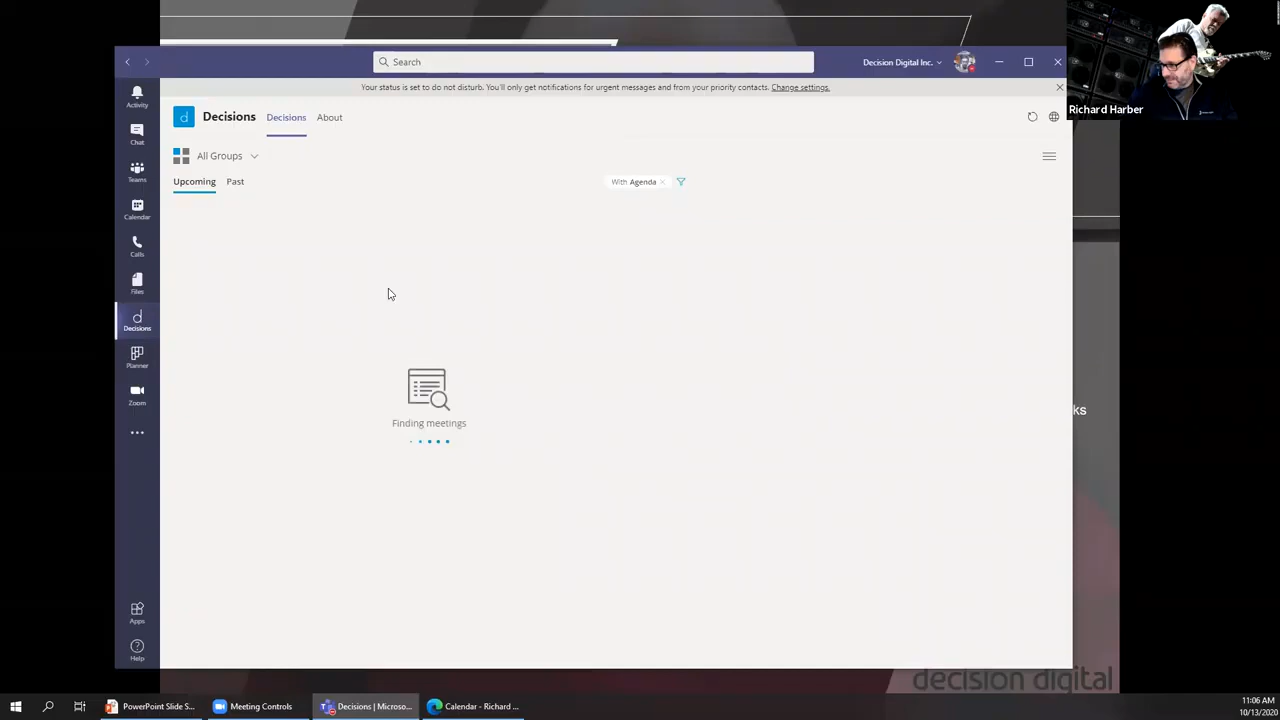 Search
Decision Digital Inc.
Your status is set to do not disturb. You'll only get notifications for urgent messages and from your priority contacts. Change settings.
Richard Harber
Activity
Chat
Teams
Calendar
Calls
Files
Decisions
Planner
Zoom
Apps
Help
d Decisions Decisions About
All Groups
Upcoming Past With Agenda
Finding meetings
ks
decision digital
PowerPoint Slide S... Meeting Controls Decisions | Microso... Calendar - Richard ...
11:06 AM
10/13/2020